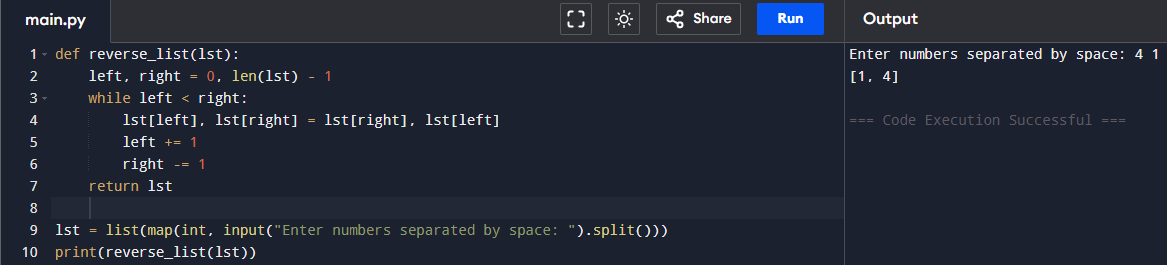 main.py
Share
Run
Output
1 def reverse_list(lst):
2     left, right = 0, len(lst) - 1
3     while left < right:
4         lst[left], lst[right] = lst[right], lst[left]
5         left += 1
6         right -= 1
7     return lst
8
9 lst = list(map(int, input("Enter numbers separated by space: ").split()))
10 print(reverse_list(lst))
Enter numbers separated by space: 4 1
[1, 4]
=== Code Execution Successful ===